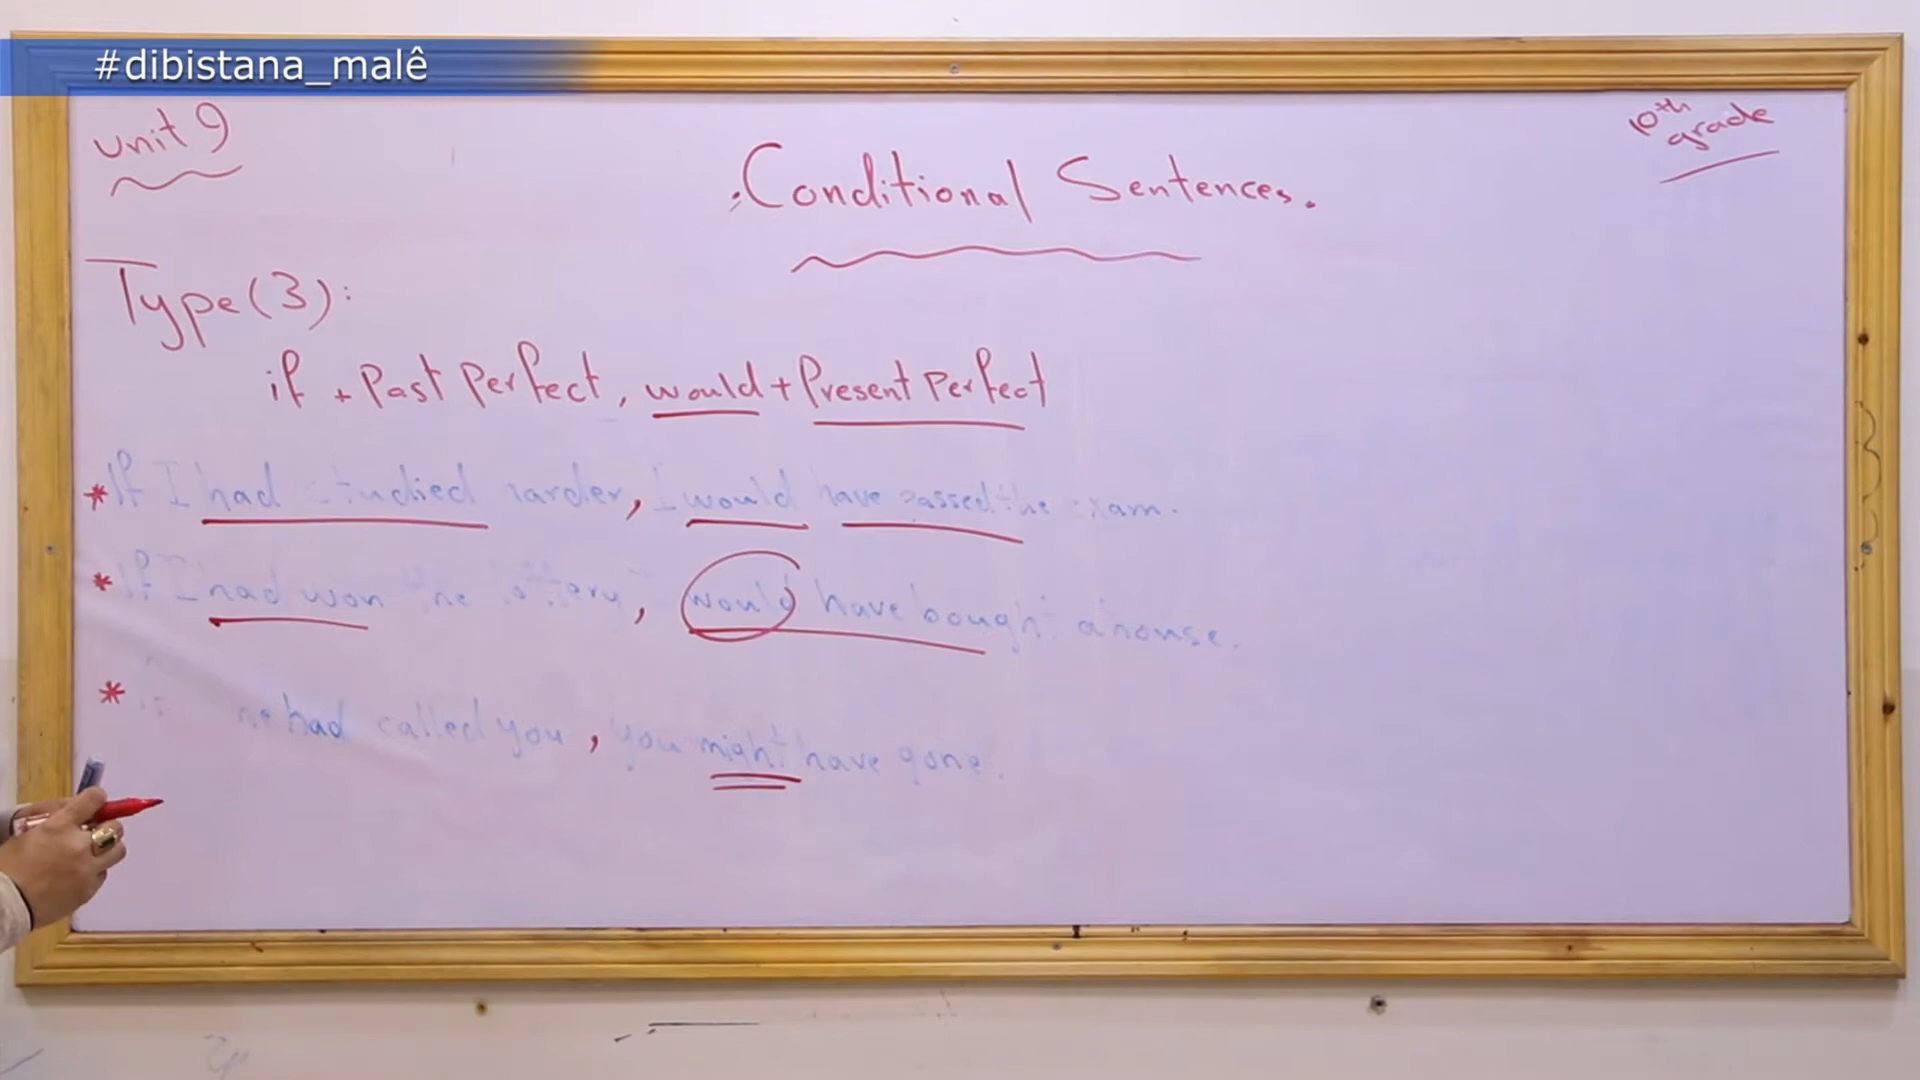 #dibistana_malê
unit 9
10th grade
Conditional Sentences.
Type(3):
if + Past Perfect, would + Present Perfect
* If I had studied harder, I would have passed the exam.
* If I had won the lottery, would have bought a house.
* he had called you, you might have gone.